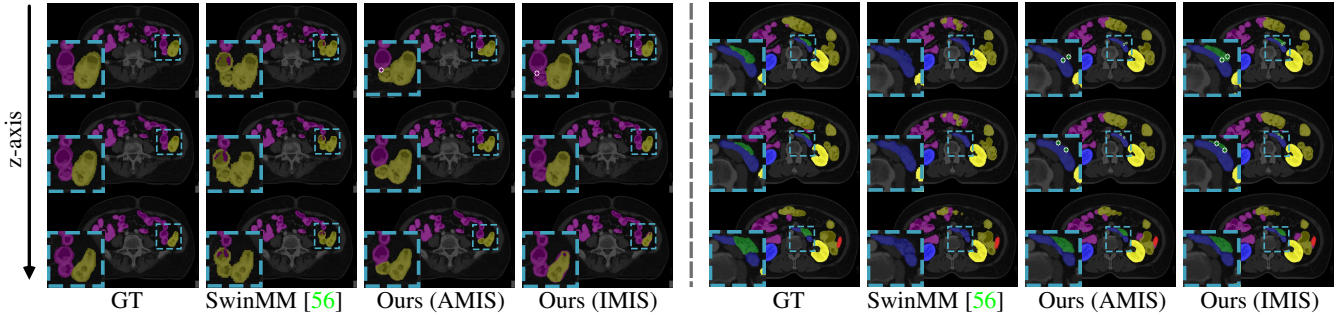 z-axis
GT SwinMM [56] Ours (AMIS) Ours (IMIS) GT SwinMM [56] Ours (AMIS) Ours (IMIS)